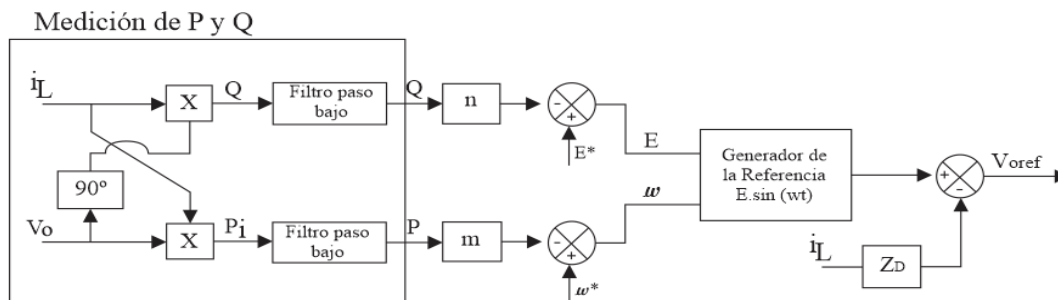 Medición de P y Q
iL
X
Q
Filtro paso
bajo
Q
n
-
+
E*
E
90º
Vo
X
Pi
Filtro paso
bajo
P
m
-
+
w*
w
Generador de
la Referencia
E.sin (wt)
+
-
Voref
iL
ZD